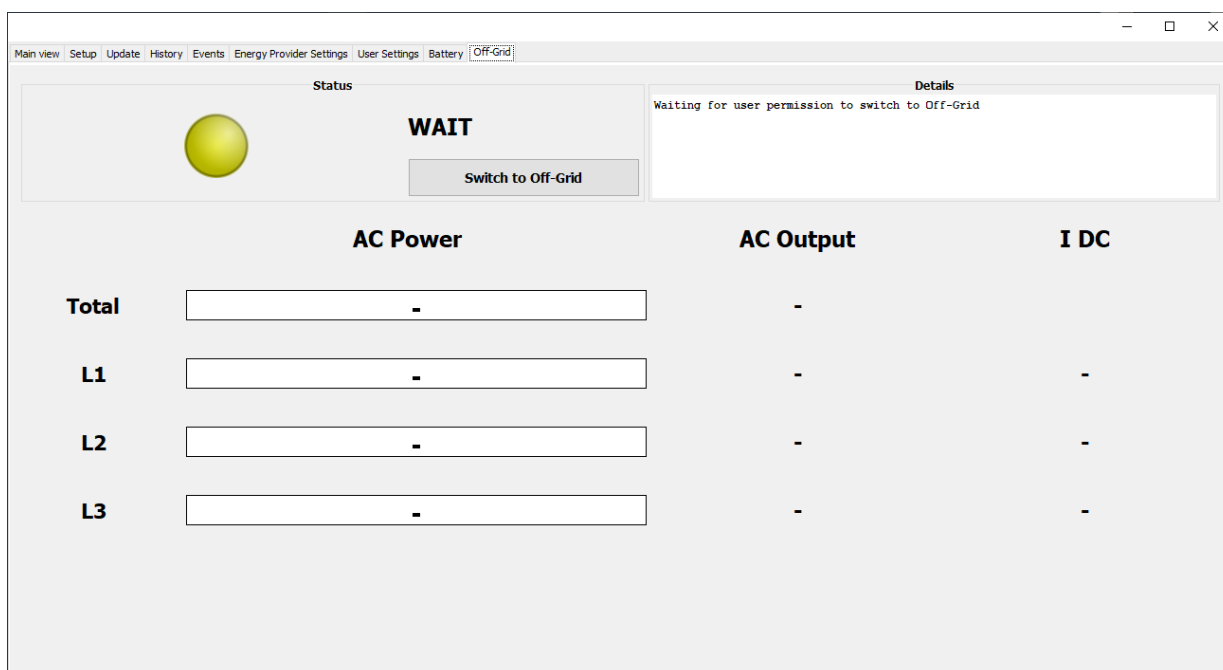 Main view Setup Update History Events Energy Provider Settings User Settings Battery Off-Grid
Status
WAIT
Switch to Off-Grid
Details
Waiting for user permission to switch to Off-Grid
AC Power AC Output I DC
Total - -
L1 - - -
L2 - - -
L3 - - -